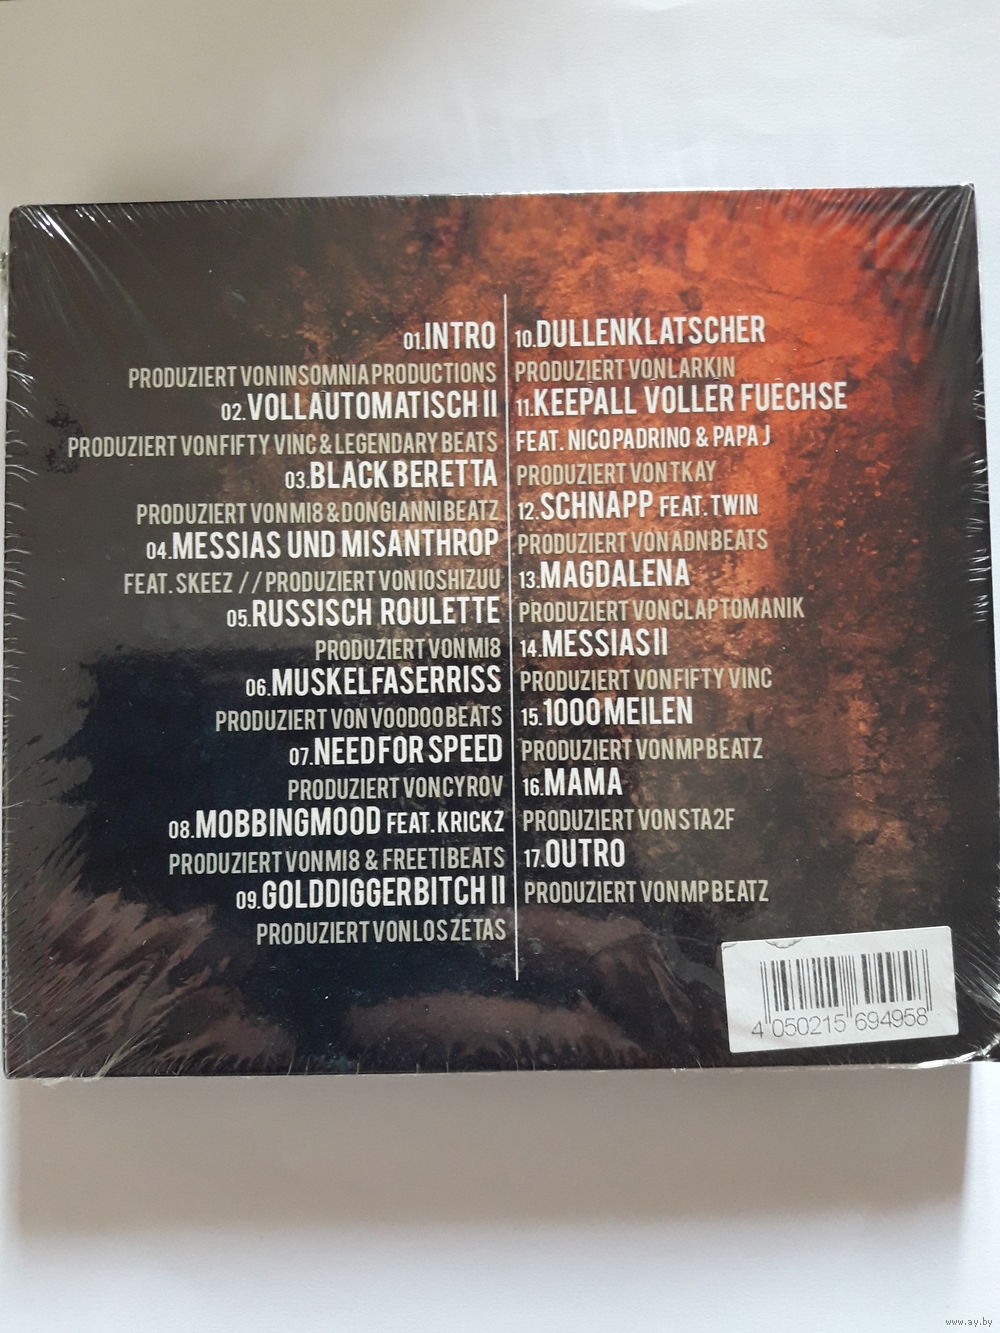 01.INTRO
PRODUZIERT VON INSOMNIA PRODUCTIONS
02.VOLLAUTOMATISCH II
PRODUZIERT VON FIFTY VINC & LEGENDARY BEATS
03.BLACK BERETTA
PRODUZIERT VON MI8 & DONGIANNI BEATZ
04.MESSIAS UND MISANTHROP
FEAT. SKEEZ // PRODUZIERT VON IOSHIZUU
05.RUSSISCH ROULETTE
PRODUZIERT VON MI8
06.MUSKELFASERRISS
PRODUZIERT VON VOODOO BEATS
07.NEED FOR SPEED
PRODUZIERT VON CYROV
08.MOBBINGMOOD FEAT. KRICKZ
PRODUZIERT VON MI8 & FREETI BEATS
09.GOLDDIGGERBITCH II
PRODUZIERT VON LOS ZETAS
10.DULLENKLATSCHER
PRODUZIERT VON LARKIN
11.KEEPALL VOLLER FUECHSE
FEAT. NICO PADRINO & PAPA J
PRODUZIERT VON TKAY
12.SCHNAPP FEAT. TWIN
PRODUZIERT VON ADN BEATS
13.MAGDALENA
PRODUZIERT VON CLAPTOMANIK
14.MESSIAS II
PRODUZIERT VON FIFTY VINC
15.1000 MEILEN
PRODUZIERT VON MP BEATZ
16.MAMA
PRODUZIERT VON STA2F
17.OUTRO
PRODUZIERT VON MP BEATZ
4 050215 694958
www.ay.by